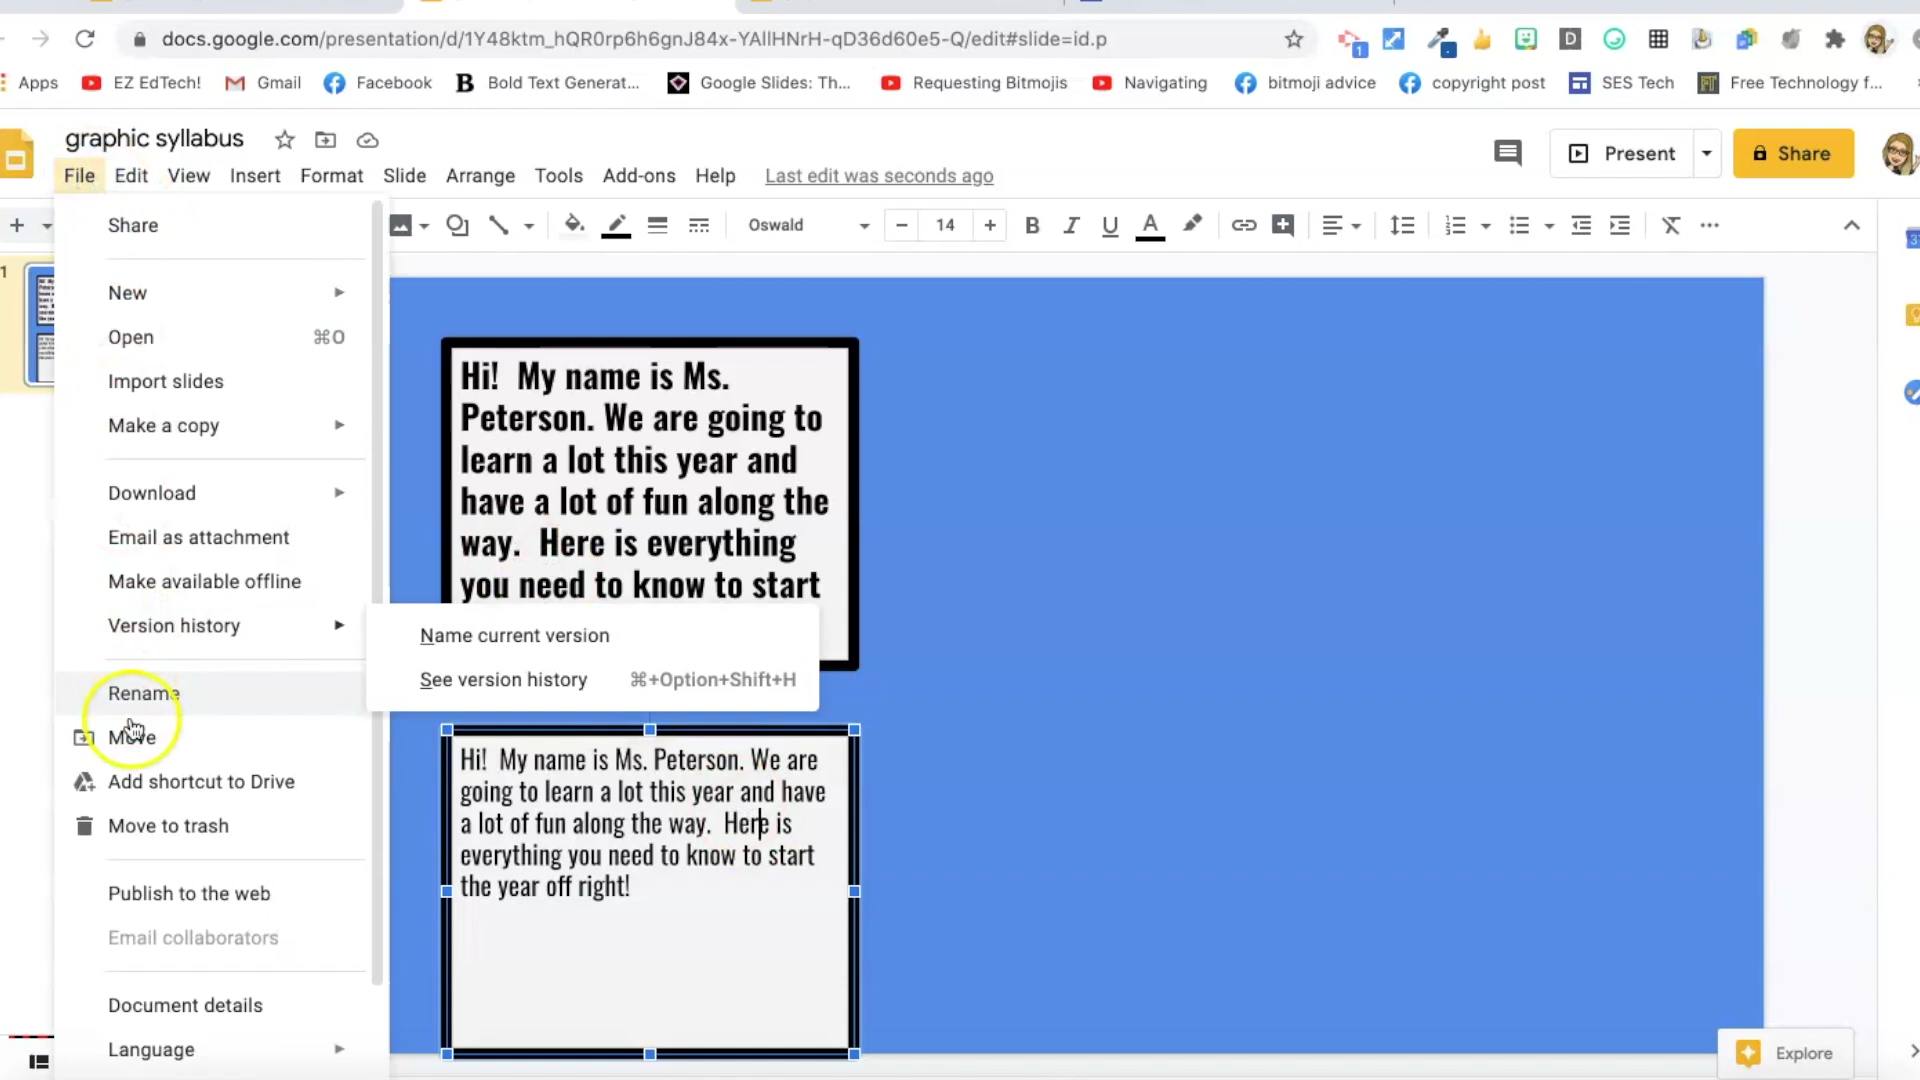 docs.google.com/presentation/d/1Y48ktm_hQR0rp6h6gnJ84x-YAllHNrH-qD36d60e5-Q/edit#slide=id.p
1
D
Apps EZ EdTech! Gmail Facebook B Bold Text Generat... Google Slides: Th... Requesting Bitmojis Navigating bitmoji advice copyright post SES Tech Free Technology f...
graphic syllabus
Present
Share
File Edit View Insert Format Slide Arrange Tools Add-ons Help Last edit was seconds ago
Oswald
14
B I U A
1
Share
New
Open ⌘O
Import slides
Make a copy
Download
Email as attachment
Make available offline
Version history
Rename
Move
Add shortcut to Drive
Move to trash
Publish to the web
Email collaborators
Document details
Language
Name current version
See version history ⌘+Option+Shift+H
Hi!  My name is Ms.
Peterson. We are going to
learn a lot this year and
have a lot of fun along the
way.  Here is everything
you need to know to start
Hi!  My name is Ms. Peterson. We are
going to learn a lot this year and have
a lot of fun along the way.  Here is
everything you need to know to start
the year off right!
Explore